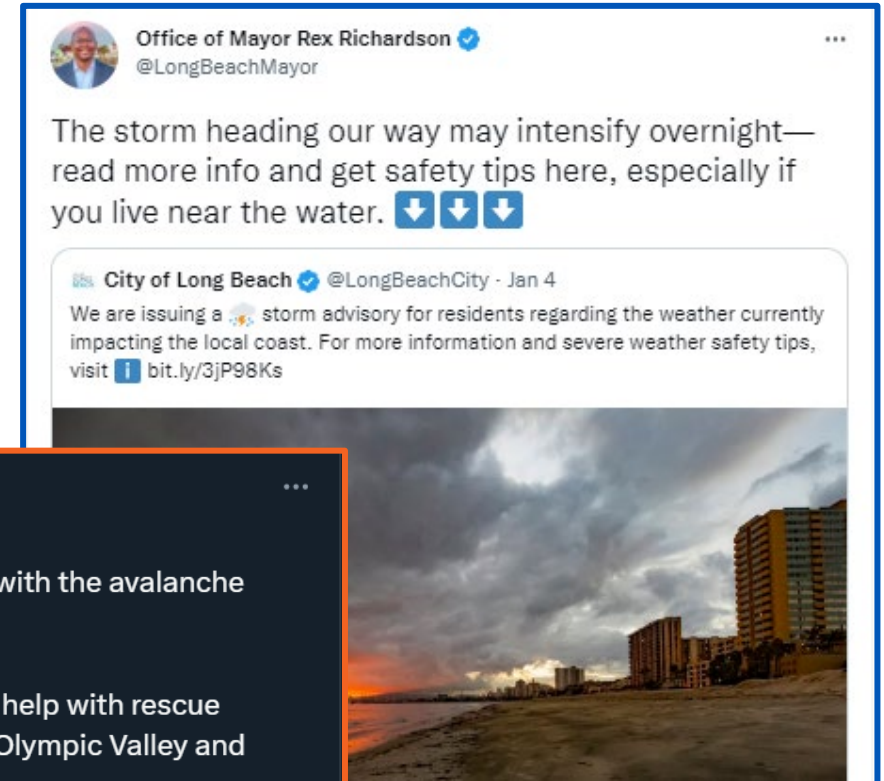 Office of Mayor Rex Richardson
@LongBeachMayor
The storm heading our way may intensify overnight—
read more info and get safety tips here, especially if
you live near the water. ⬇️⬇️⬇️
City of Long Beach @LongBeachCity · Jan 4
We are issuing a ⛈️ storm advisory for residents regarding the weather currently
impacting the local coast. For more information and severe weather safety tips,
visit ℹ️ bit.ly/3jP98Ks
with the avalanche
help with rescue
Olympic Valley and